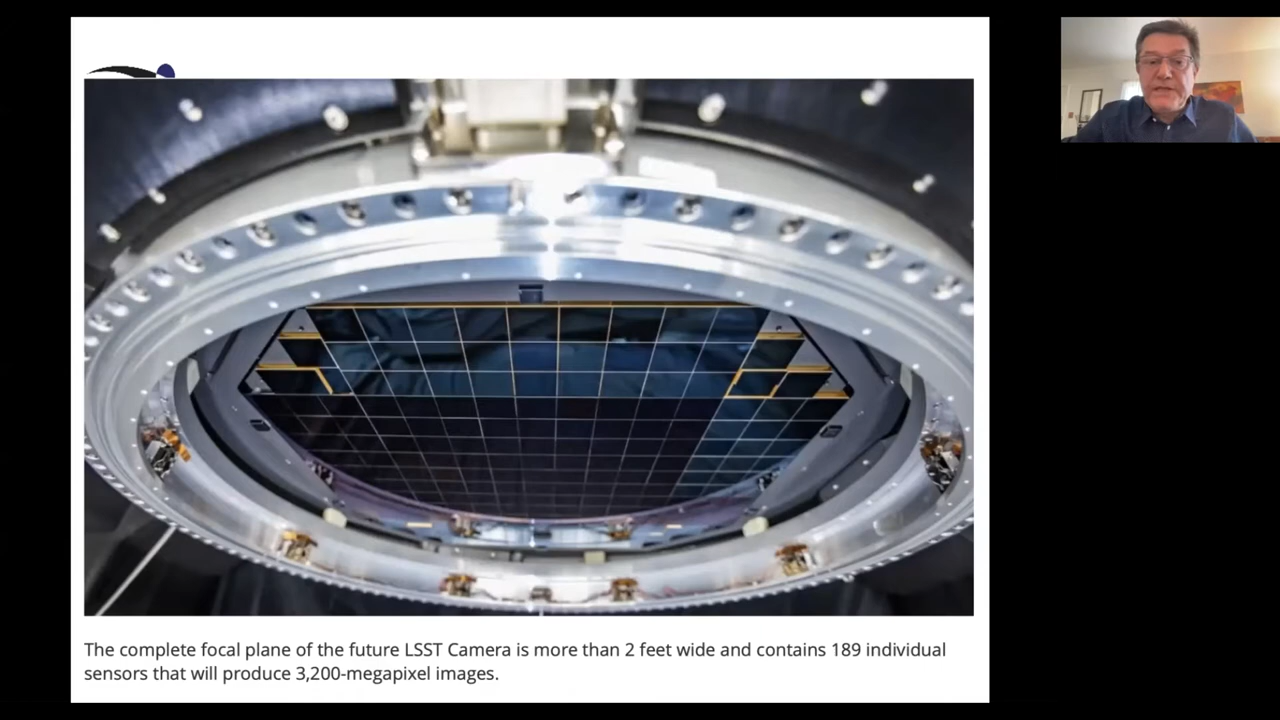 The complete focal plane of the future LSST Camera is more than 2 feet wide and contains 189 individual
sensors that will produce 3,200-megapixel images.